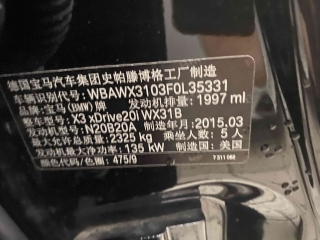 德国宝马汽车集团史帕滕博格工厂制造
车辆识别代号: WBAWX3103F0L35331
品牌: 宝马(BMW)牌 发动机排量: 1997 ml
整车型号: X3 xDrive20i WX31B
发动机型号: N20B20A 制造年月: 2015.03
最大允许总质量: 2325 kg 乘坐人数: 5 人
发动机最大净功率: 135 kW 制造国: 美国
颜色代码/色漆: 475/9 7 311 062